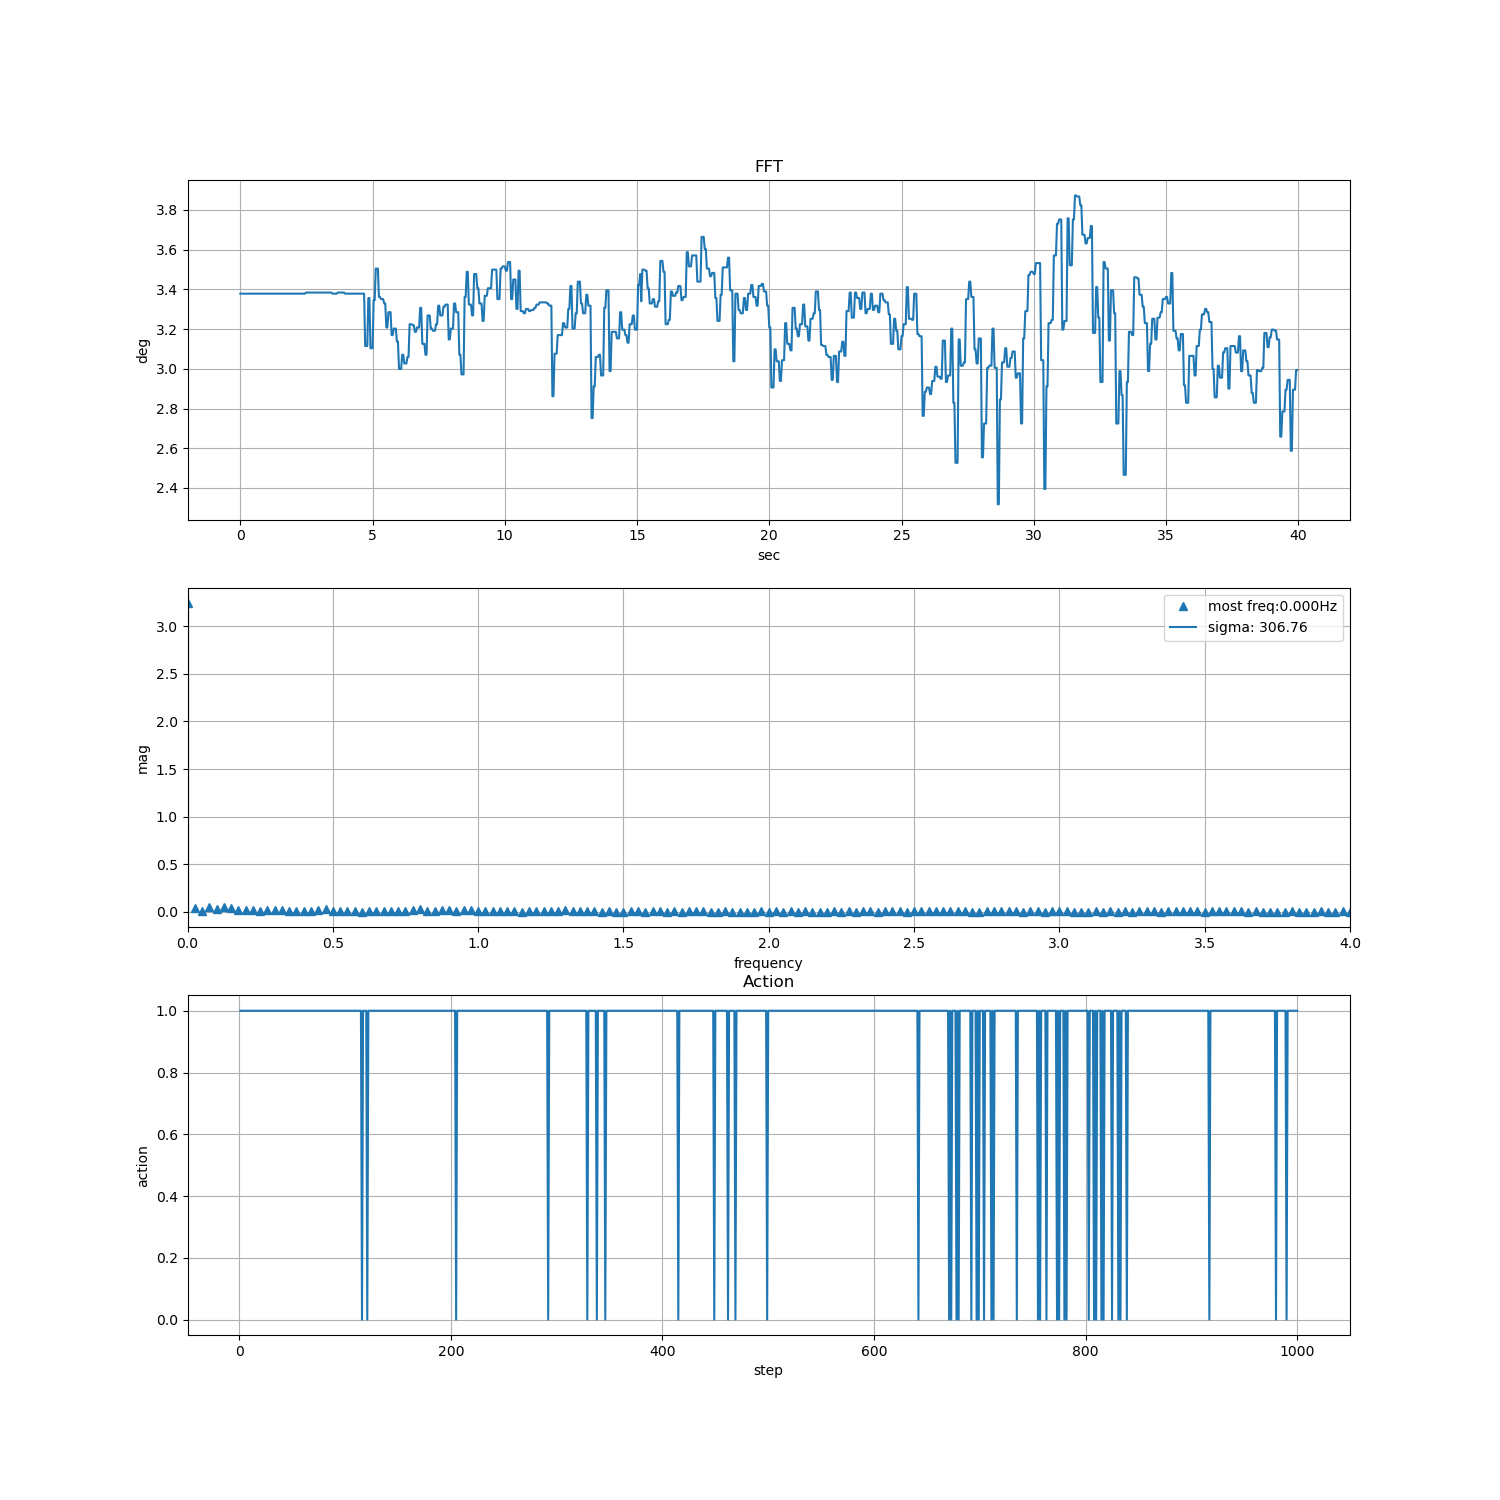 FFT
3.8
3.6
3.4
3.2
3.0
2.8
2.6
2.4
deg
0 5 10 15 20 25 30 35 40
sec
3.0
2.5
2.0
1.5
1.0
0.5
0.0
mag
most freq:0.000Hz
sigma: 306.76
0.0 0.5 1.0 1.5 2.0 2.5 3.0 3.5 4.0
frequency
Action
1.0
0.8
0.6
0.4
0.2
0.0
action
0 200 400 600 800 1000
step